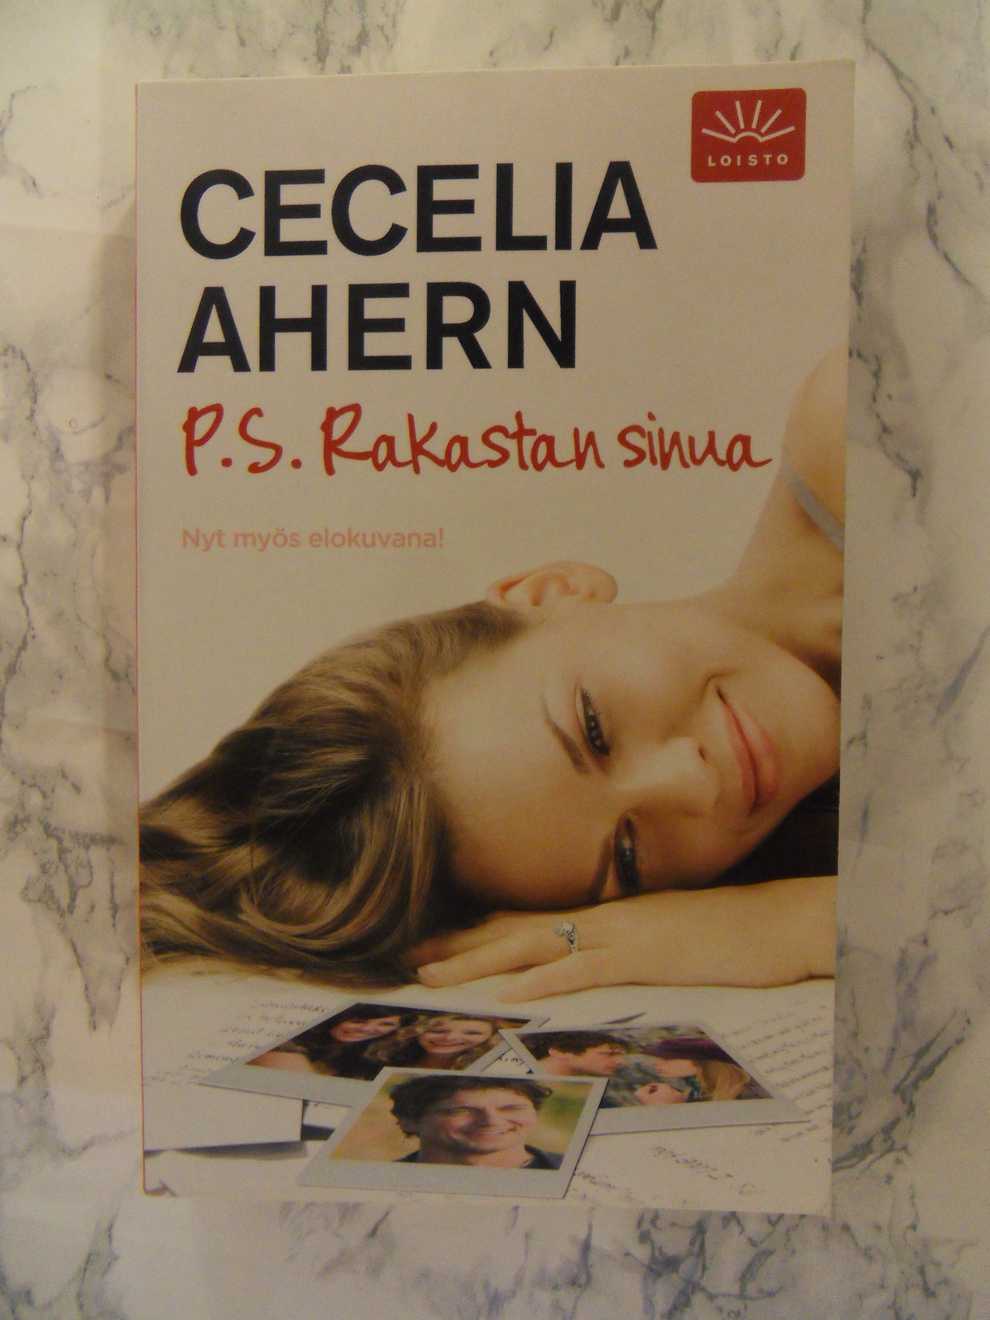 LOISTO
CECELIA
AHERN
P.S. Rakastan sinua
Nyt myös elokuvana!